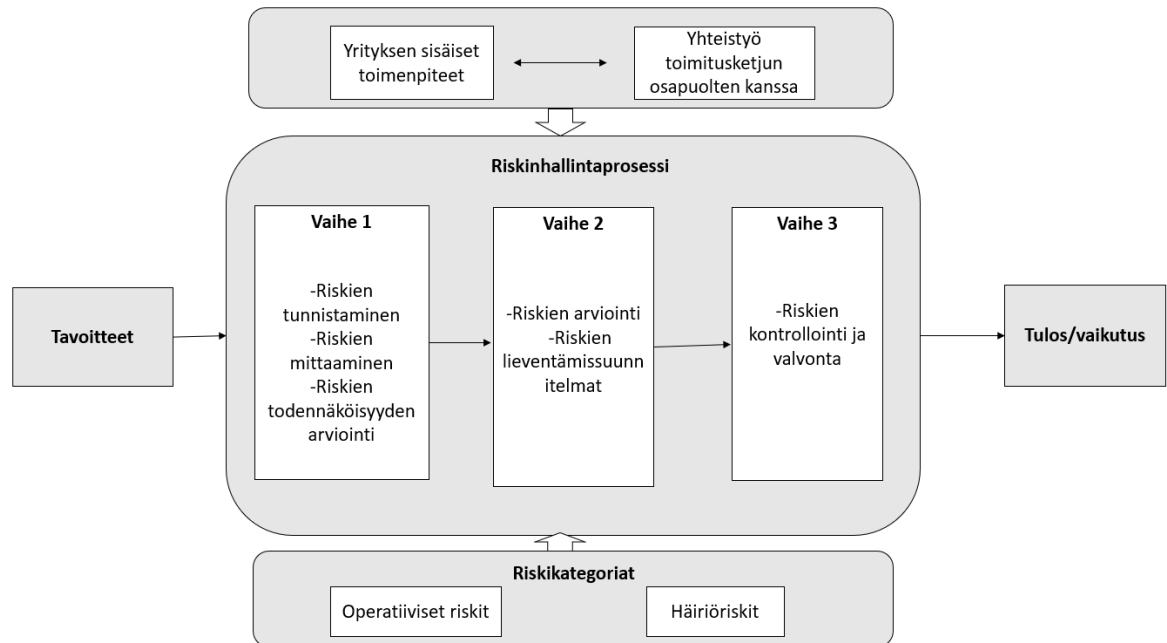 Yrityksen sisäiset
toimenpiteet
Yhteistyö
toimitusketjun
osapuolten kanssa
Riskinhallintaprosessi
Tavoitteet
Vaihe 1
-Riskien
tunnistaminen
-Riskien
mittaaminen
-Riskien
todennäköisyyden
arviointi
Vaihe 2
-Riskien arviointi
-Riskien
lieventämissuunn
itelmat
Vaihe 3
-Riskien
kontrollointi ja
valvonta
Tulos/vaikutus
Riskikategoriat
Operatiiviset riskit
Häiriöriskit